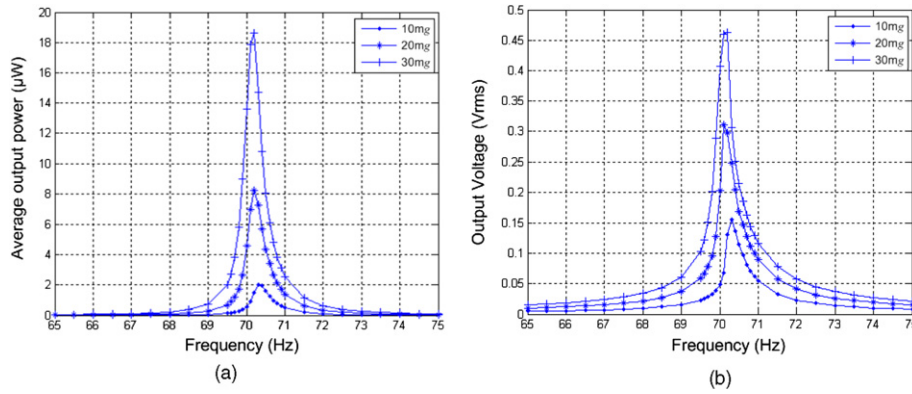 20
18
16
14
12
10
8
6
4
2
0
65 66 67 68 69 70 71 72 73 74 75
Average output power (µW)
Frequency (Hz)
10mg
20mg
30mg
(a)
0.5
0.45
0.4
0.35
0.3
0.25
0.2
0.15
0.1
0.05
0
65 66 67 68 69 70 71 72 73 74 75
Output Voltage (Vrms)
Frequency (Hz)
10mg
20mg
30mg
(b)